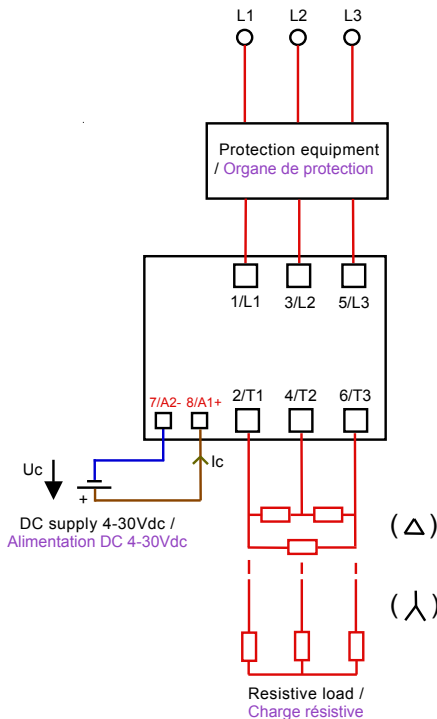 L1 L2 L3
Protection equipment
/ Organe de protection
1/L1 3/L2 5/L3
7/A2- 8/A1+ 2/T1 4/T2 6/T3
Uc
+
Ic
DC supply 4-30Vdc /
Alimentation DC 4-30Vdc
(△)
(⅄)
Resistive load /
Charge résistive